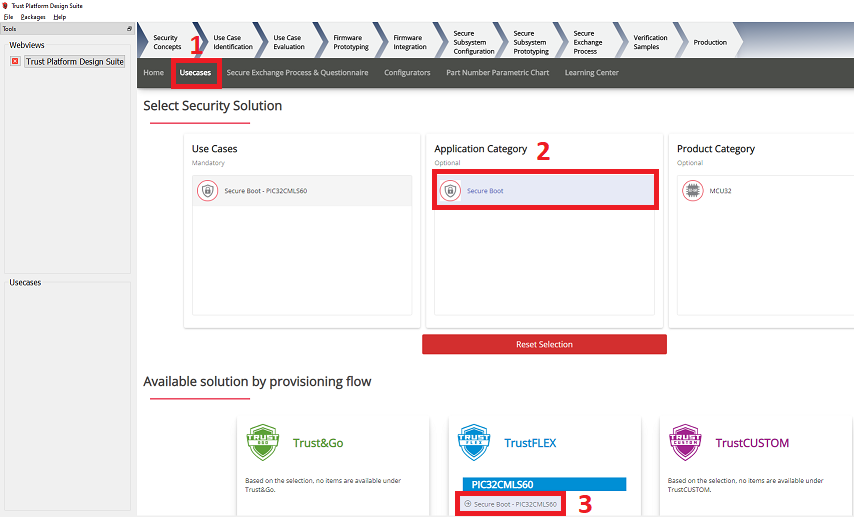 Trust Platform Design Suite
File Packages Help
Tools
Webviews
Trust Platform Design Suite
Usecases
Security
Concepts
Use Case
Identification
Use Case
Evaluation
Firmware
Prototyping
Firmware
Integration
Secure
Subsystem
Configuration
Secure
Subsystem
Prototyping
Secure
Exchange
Process
Verification
Samples
Production
1
Home Usecases Secure Exchange Process & Questionnaire Configurators Part Number Parametric Chart Learning Center
Select Security Solution
Use Cases
Mandatory
Secure Boot - PIC32CMLS60
Application Category 2
Optional
Secure Boot
Product Category
Optional
MCU32
Reset Selection
Available solution by provisioning flow
TRUST
GO
Trust&Go
Based on the selection, no items are available under
Trust&Go.
TRUST
FLEX
TrustFLEX
PIC32CMLS60
Secure Boot - PIC32CMLS60
3
TRUST
CUSTOM
TrustCUSTOM
Based on the selection, no items are available under
TrustCUSTOM.